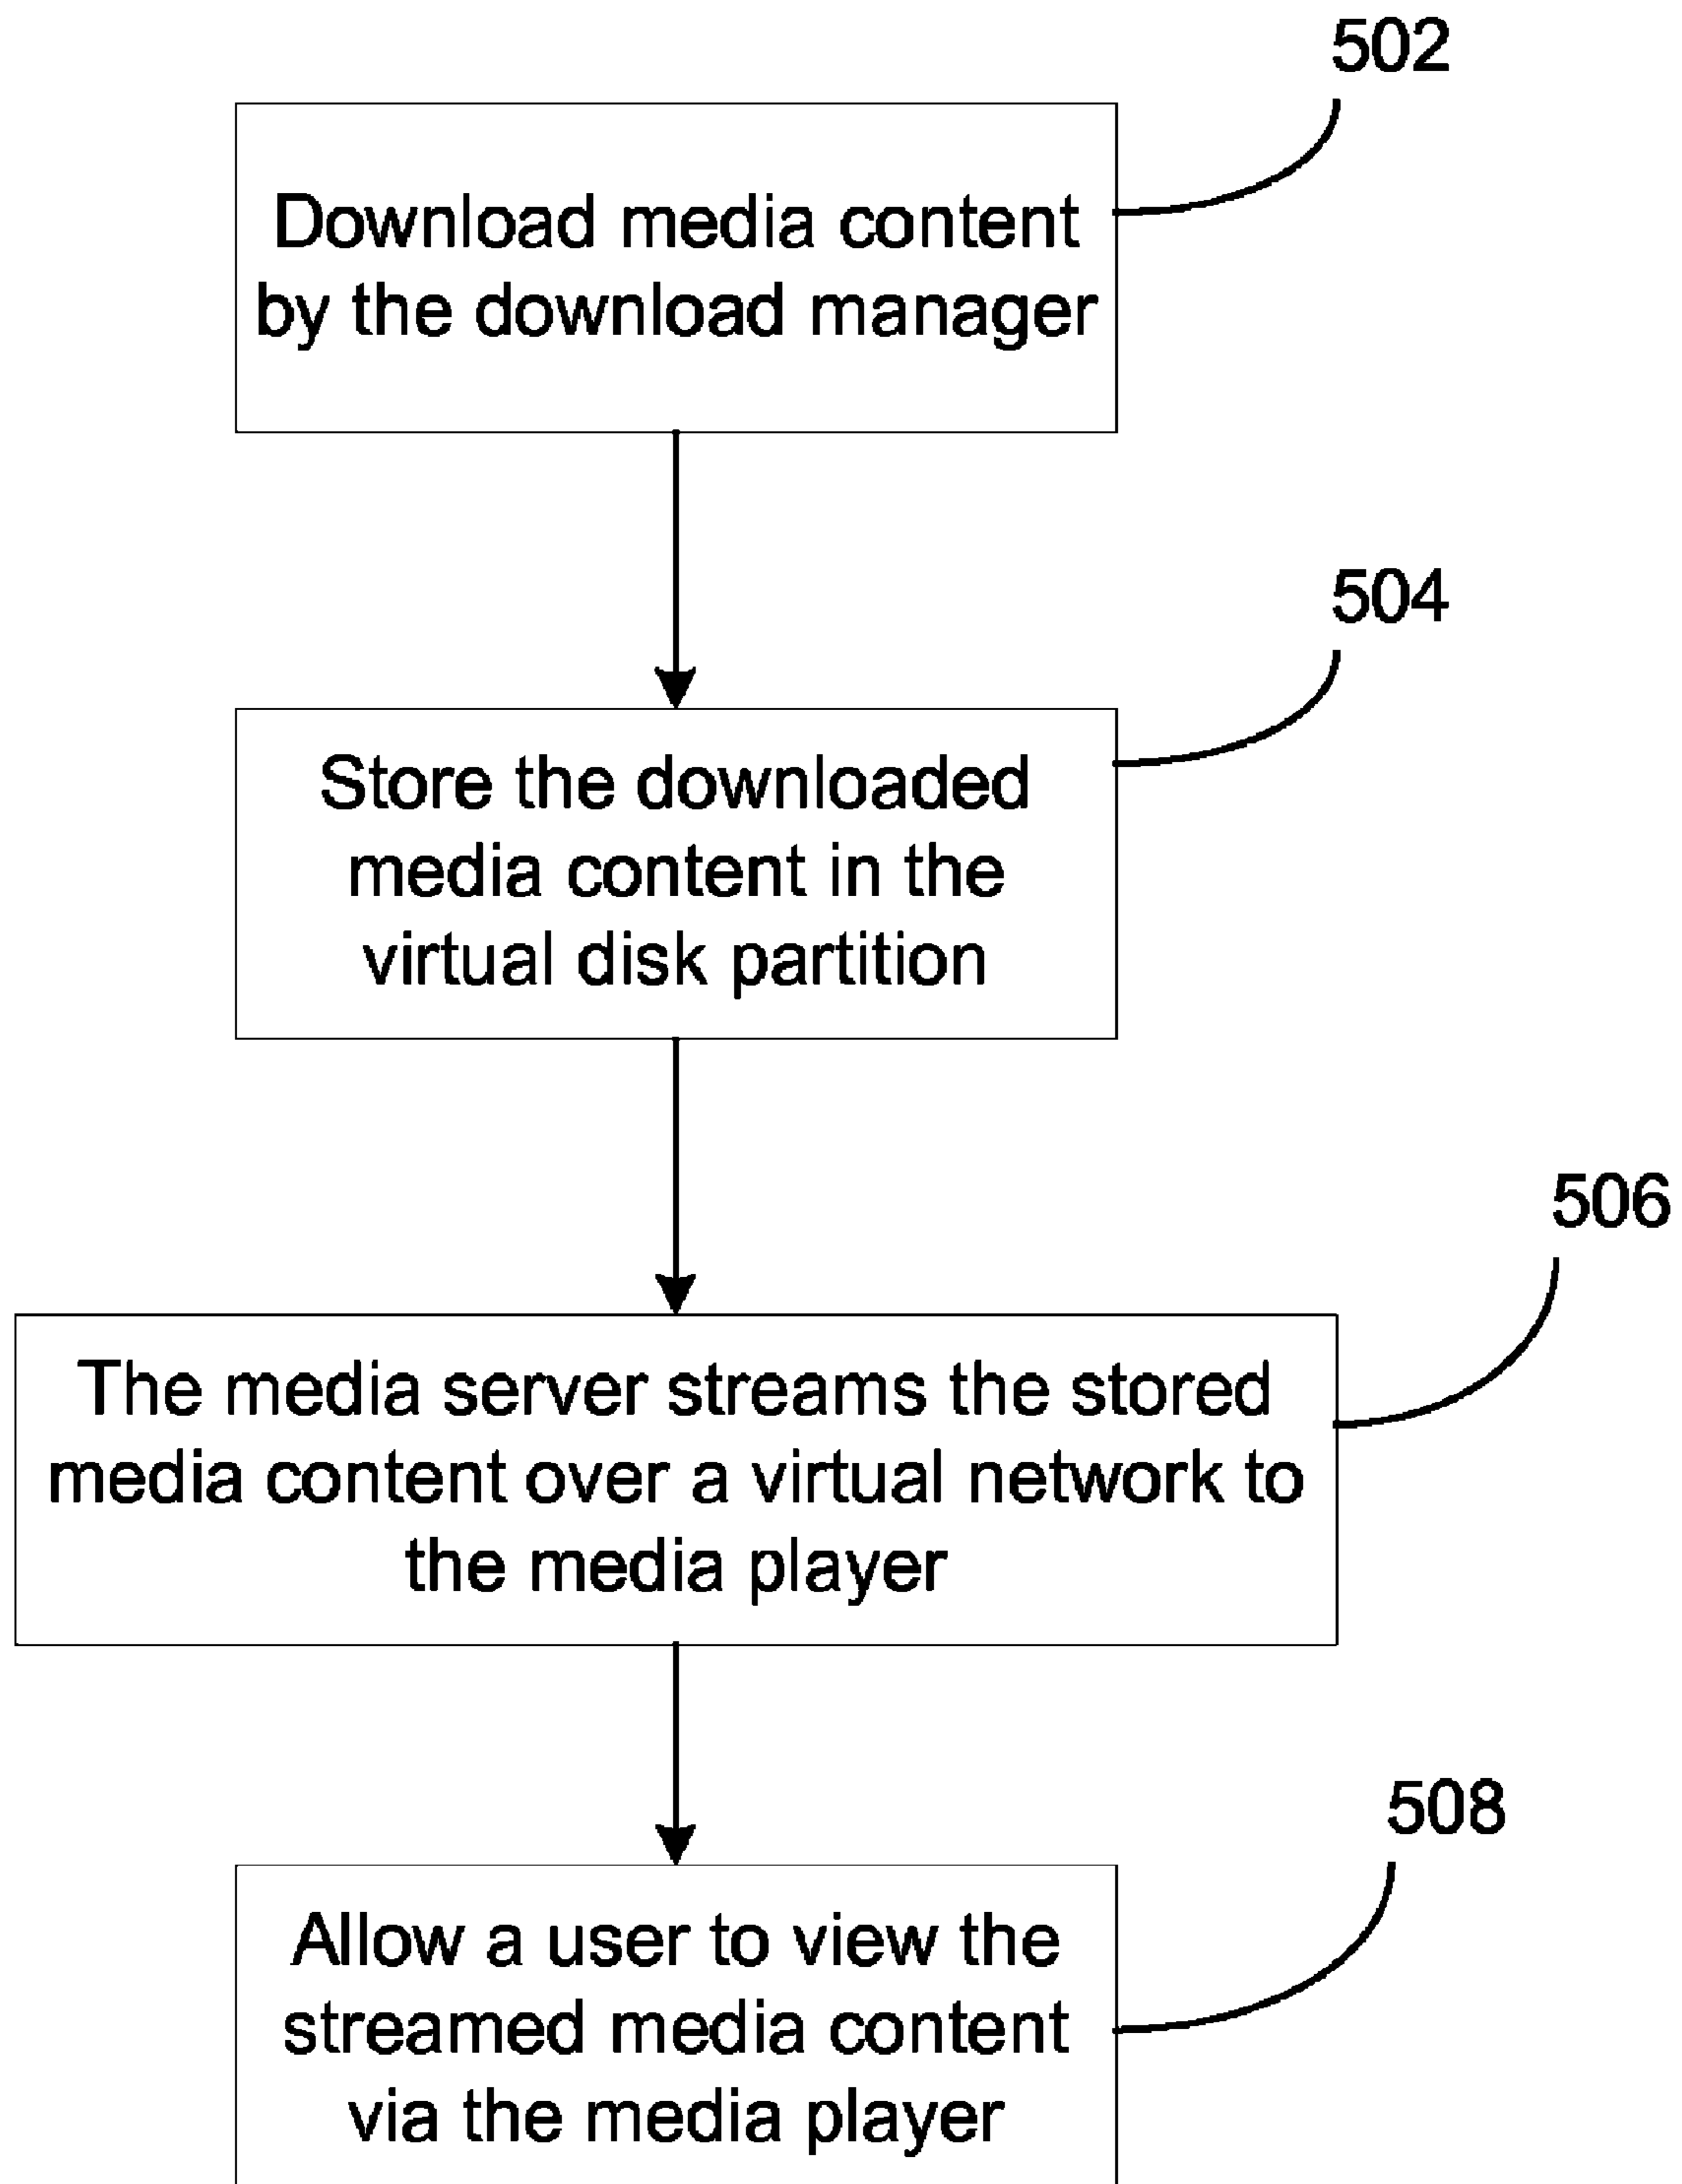 502
Download media content
by the download manager
504
Store the downloaded
media content in the
virtual disk partition
506
The media server streams the stored
media content over a virtual network to
the media player
508
Allow a user to view the
streamed media content
via the media player